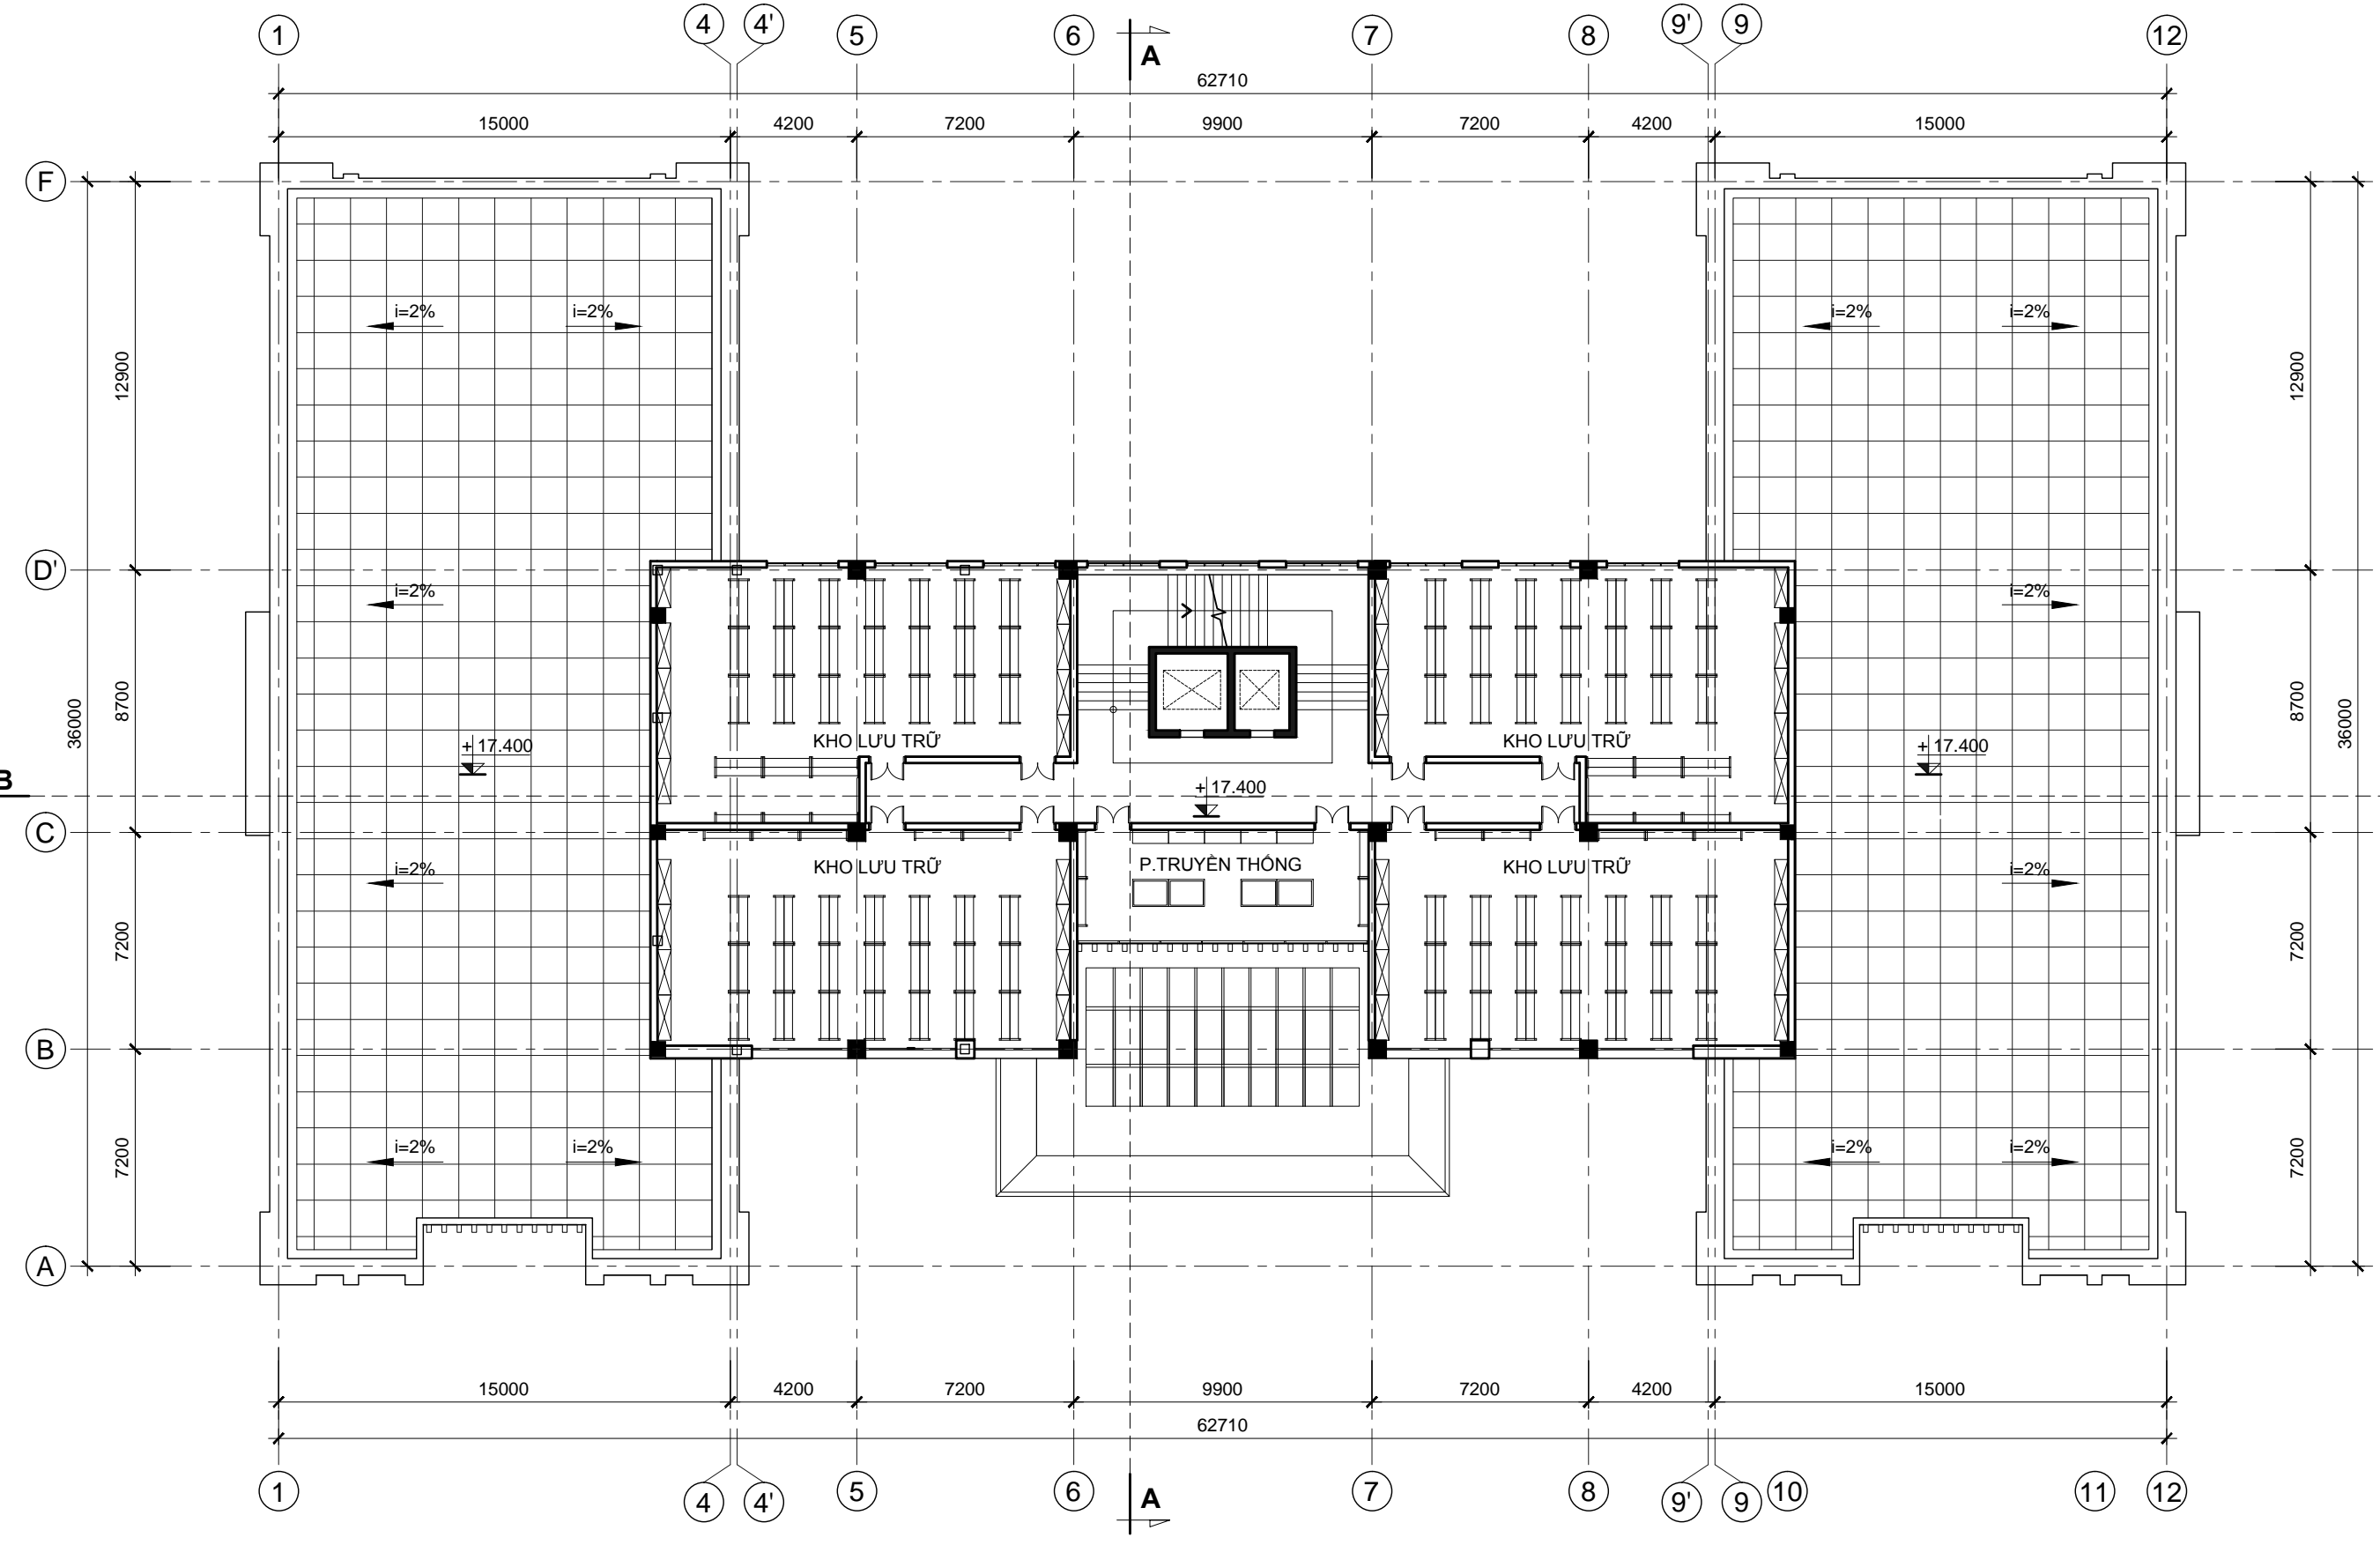 1
4
4'
5
6
A
7
8
9'
9
12
62710
15000
4200
7200
9900
7200
4200
15000
F
i=2%
i=2%
i=2%
i=2%
12900
12900
D'
i=2%
i=2%
8700
8700
36000
36000
KHO LƯU TRỮ
KHO LƯU TRỮ
+ 17.400
+ 17.400
+ 17.400
B
C
KHO LƯU TRỮ
P.TRUYỀN THỐNG
KHO LƯU TRỮ
i=2%
i=2%
7200
7200
B
i=2%
i=2%
i=2%
i=2%
7200
7200
A
15000
4200
7200
9900
7200
4200
15000
62710
1
4
4'
5
6
A
7
8
9'
9
10
11
12